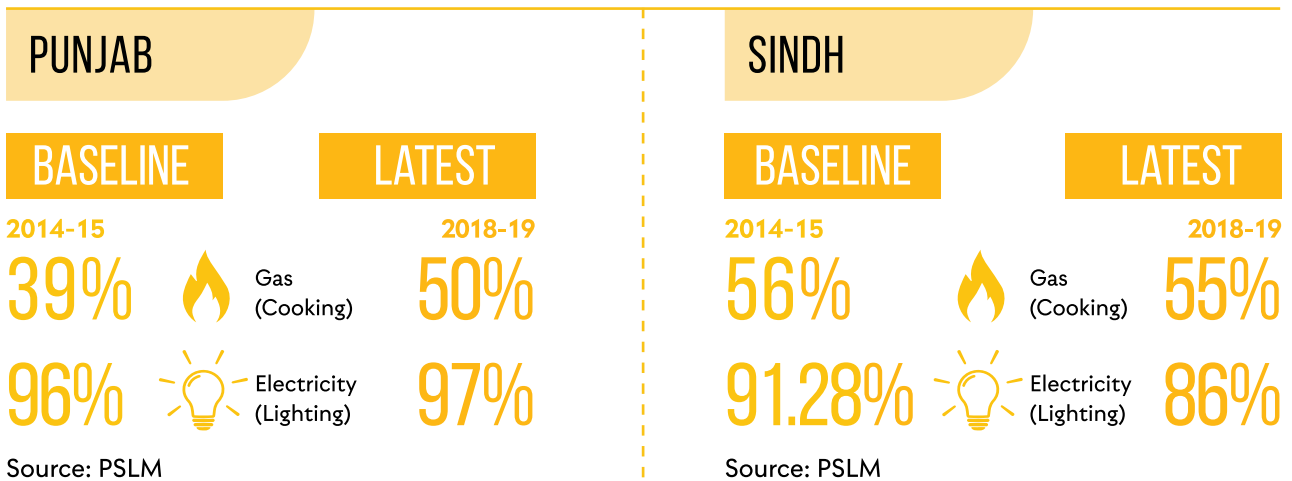 PUNJAB
BASELINE
LATEST
2014-15
2018-19
39%
Gas
(Cooking)
50%
96%
Electricity
(Lighting)
97%
Source: PSLM
SINDH
BASELINE
LATEST
2014-15
2018-19
56%
Gas
(Cooking)
55%
91.28%
Electricity
(Lighting)
86%
Source: PSLM